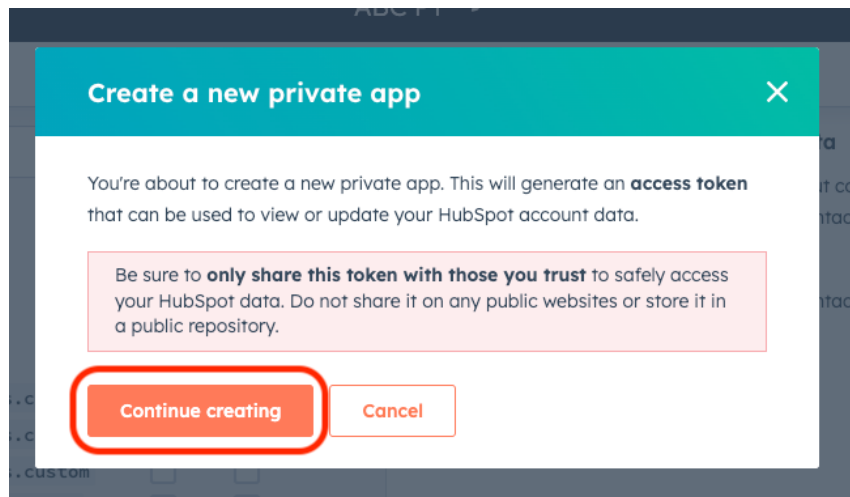 ABC PT
Create a new private app
You're about to create a new private app. This will generate an access token
that can be used to view or update your HubSpot account data.
Be sure to only share this token with those you trust to safely access
your HubSpot data. Do not share it on any public websites or store it in
a public repository.
Continue creating
Cancel
s.custom